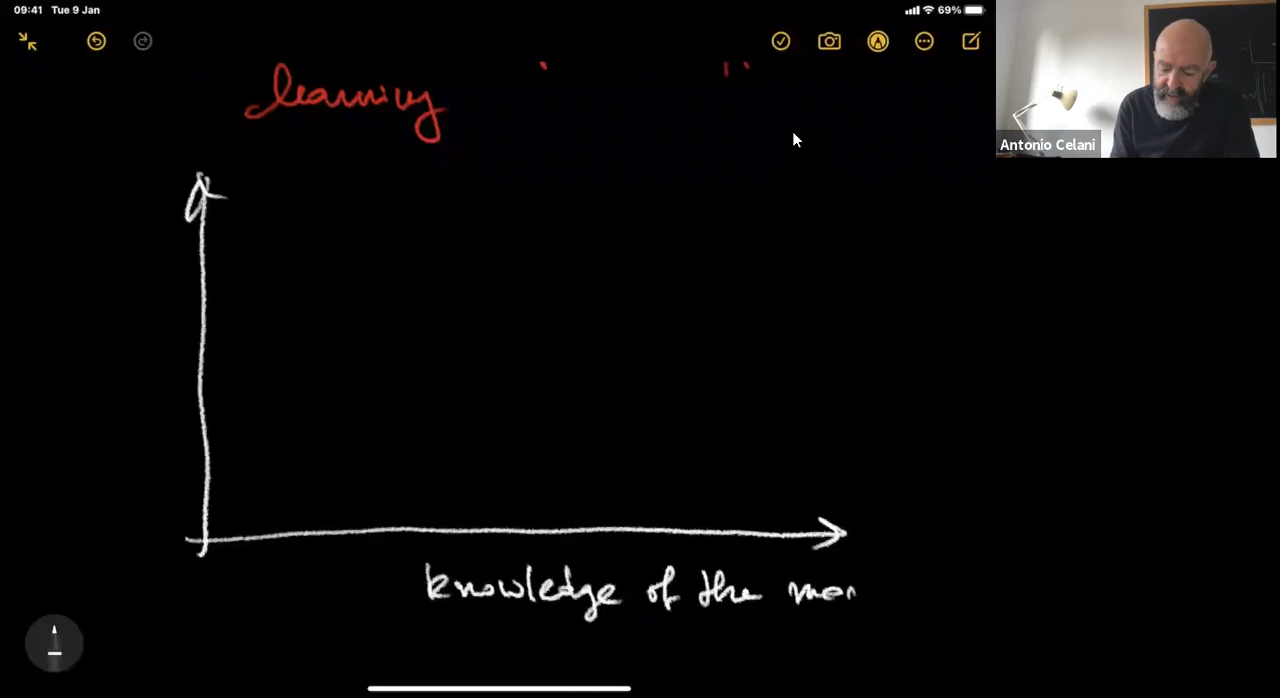 09:41 Tue 9 Jan
69%
learning
Antonio Celani
knowledge of the